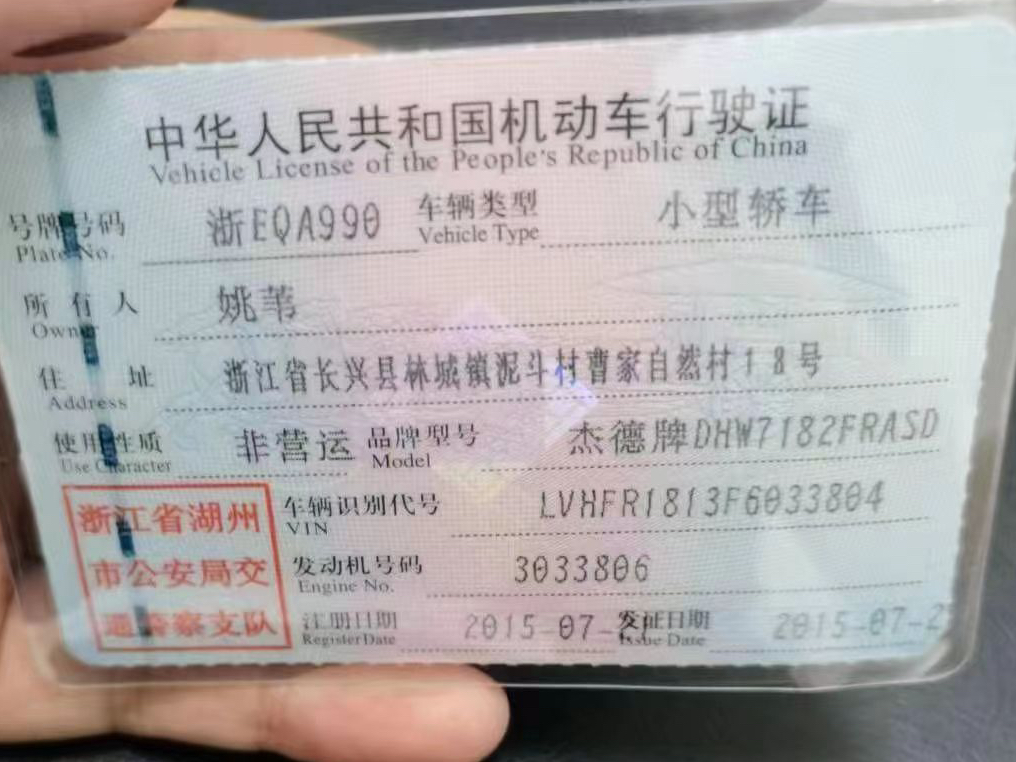 中华人民共和国机动车行驶证
Vehicle License of the People's Republic of China
号牌号码 浙EQA990 车辆类型 小型轿车
Plate No. Vehicle Type
所有人 姚苇
Owner
住址 浙江省长兴县林城镇泥斗村曹家自然村18号
Address
使用性质 非营运 品牌型号 杰德牌DHW7182FRASD
Use Character Model
浙江省湖州
市公安局交
通警察支队
车辆识别代号 LVHFR1813F6033804
VIN
发动机号码 3033806
Engine No.
注册日期 2015-07- 发证日期 2015-07-2
Register Date Issue Date